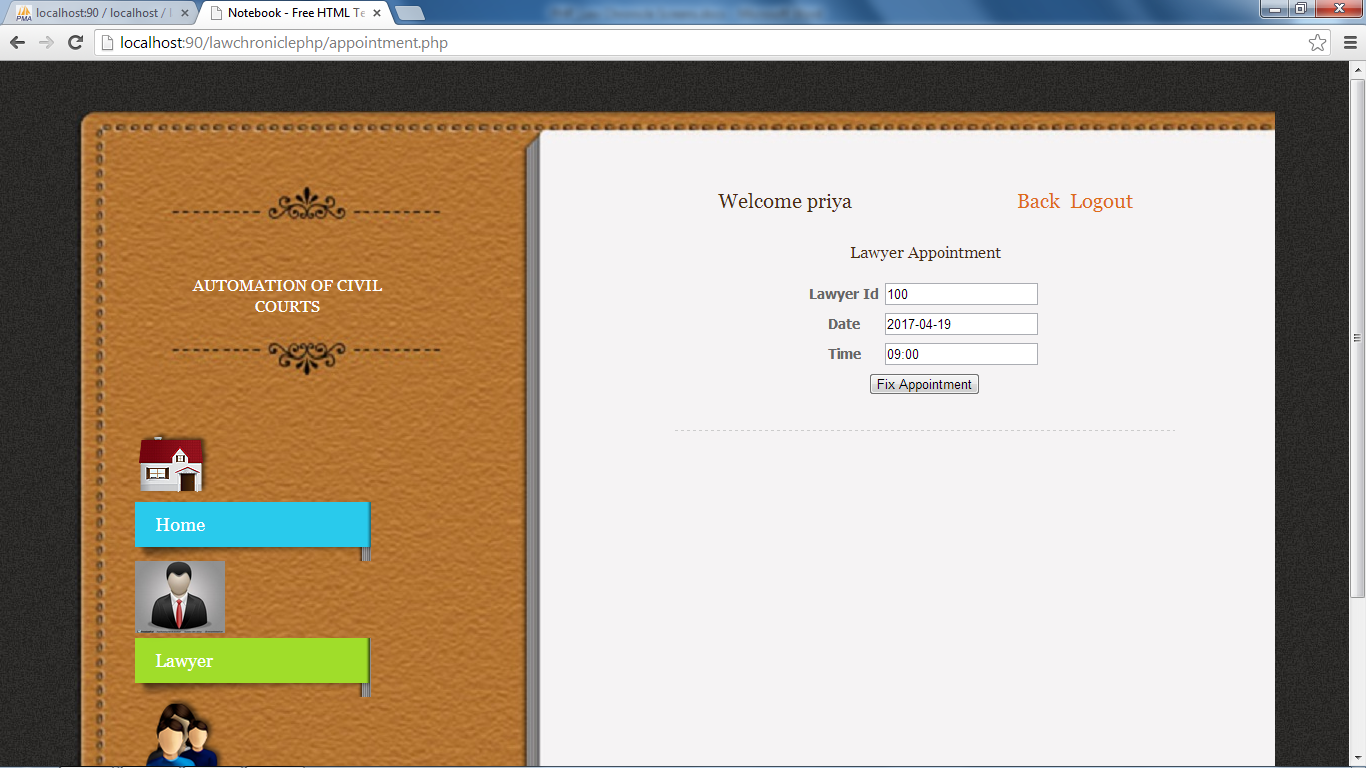 localhost:90 / localhost / l
Notebook - Free HTML Te
localhost:90/lawchroniclephp/appointment.php
AUTOMATION OF CIVIL
COURTS
Home
Lawyer
Welcome priya
Back Logout
Lawyer Appointment
Lawyer Id 100
Date 2017-04-19
Time 09:00
Fix Appointment